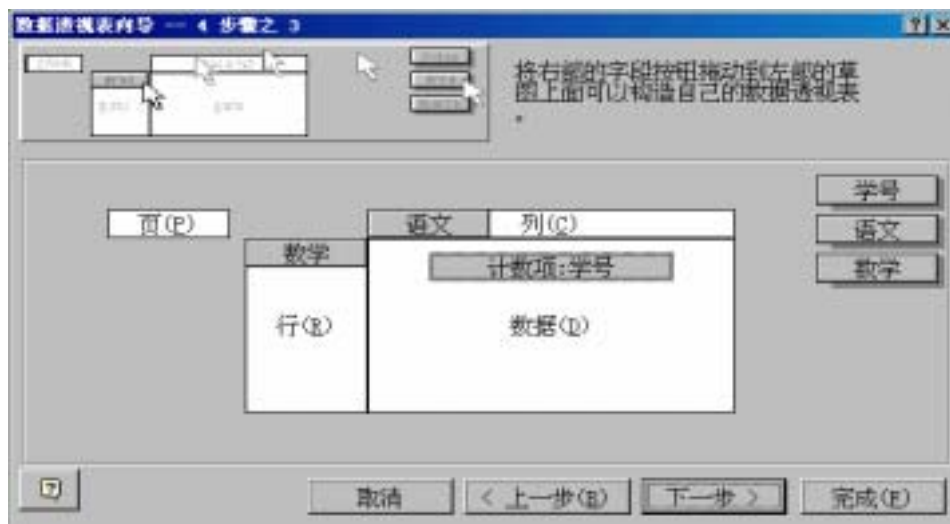 数据透视表向导 -- 4 步骤之 3
将右部的字段按钮拖动到左部的草
图上面可以构造自己的数据透视表
。
学号
页(P) 语文 列(C) 语文
数学 计数项:学号 数学
行(R) 数据(D)
取消 < 上一步(B) 下一步 > 完成(F)